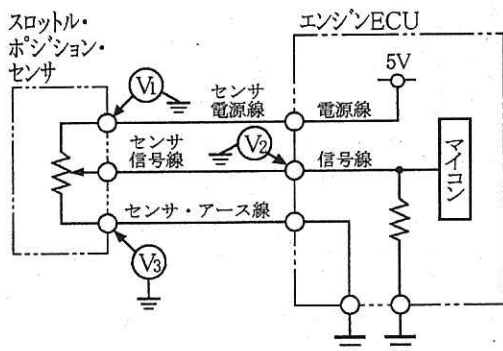 スロットル・
ポジション・
センサ
エンジンECU
5V
V1
センサ
電源線
電源線
V2
センサ
信号線
信号線
マイコン
センサ・アース線
V3